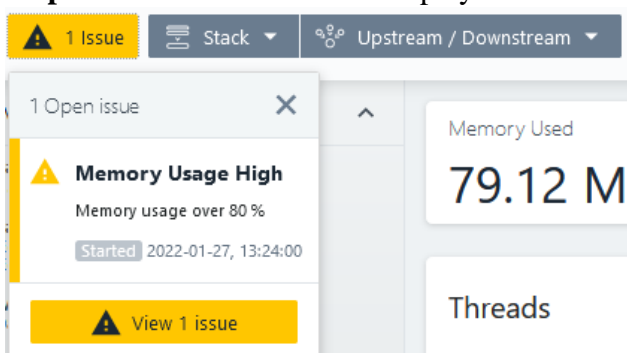 1 Issue
Stack
Upstream / Downstream
1 Open issue
Memory Usage High
Memory usage over 80 %
Started 2022-01-27, 13:24:00
View 1 issue
Memory Used
79.12 M
Threads